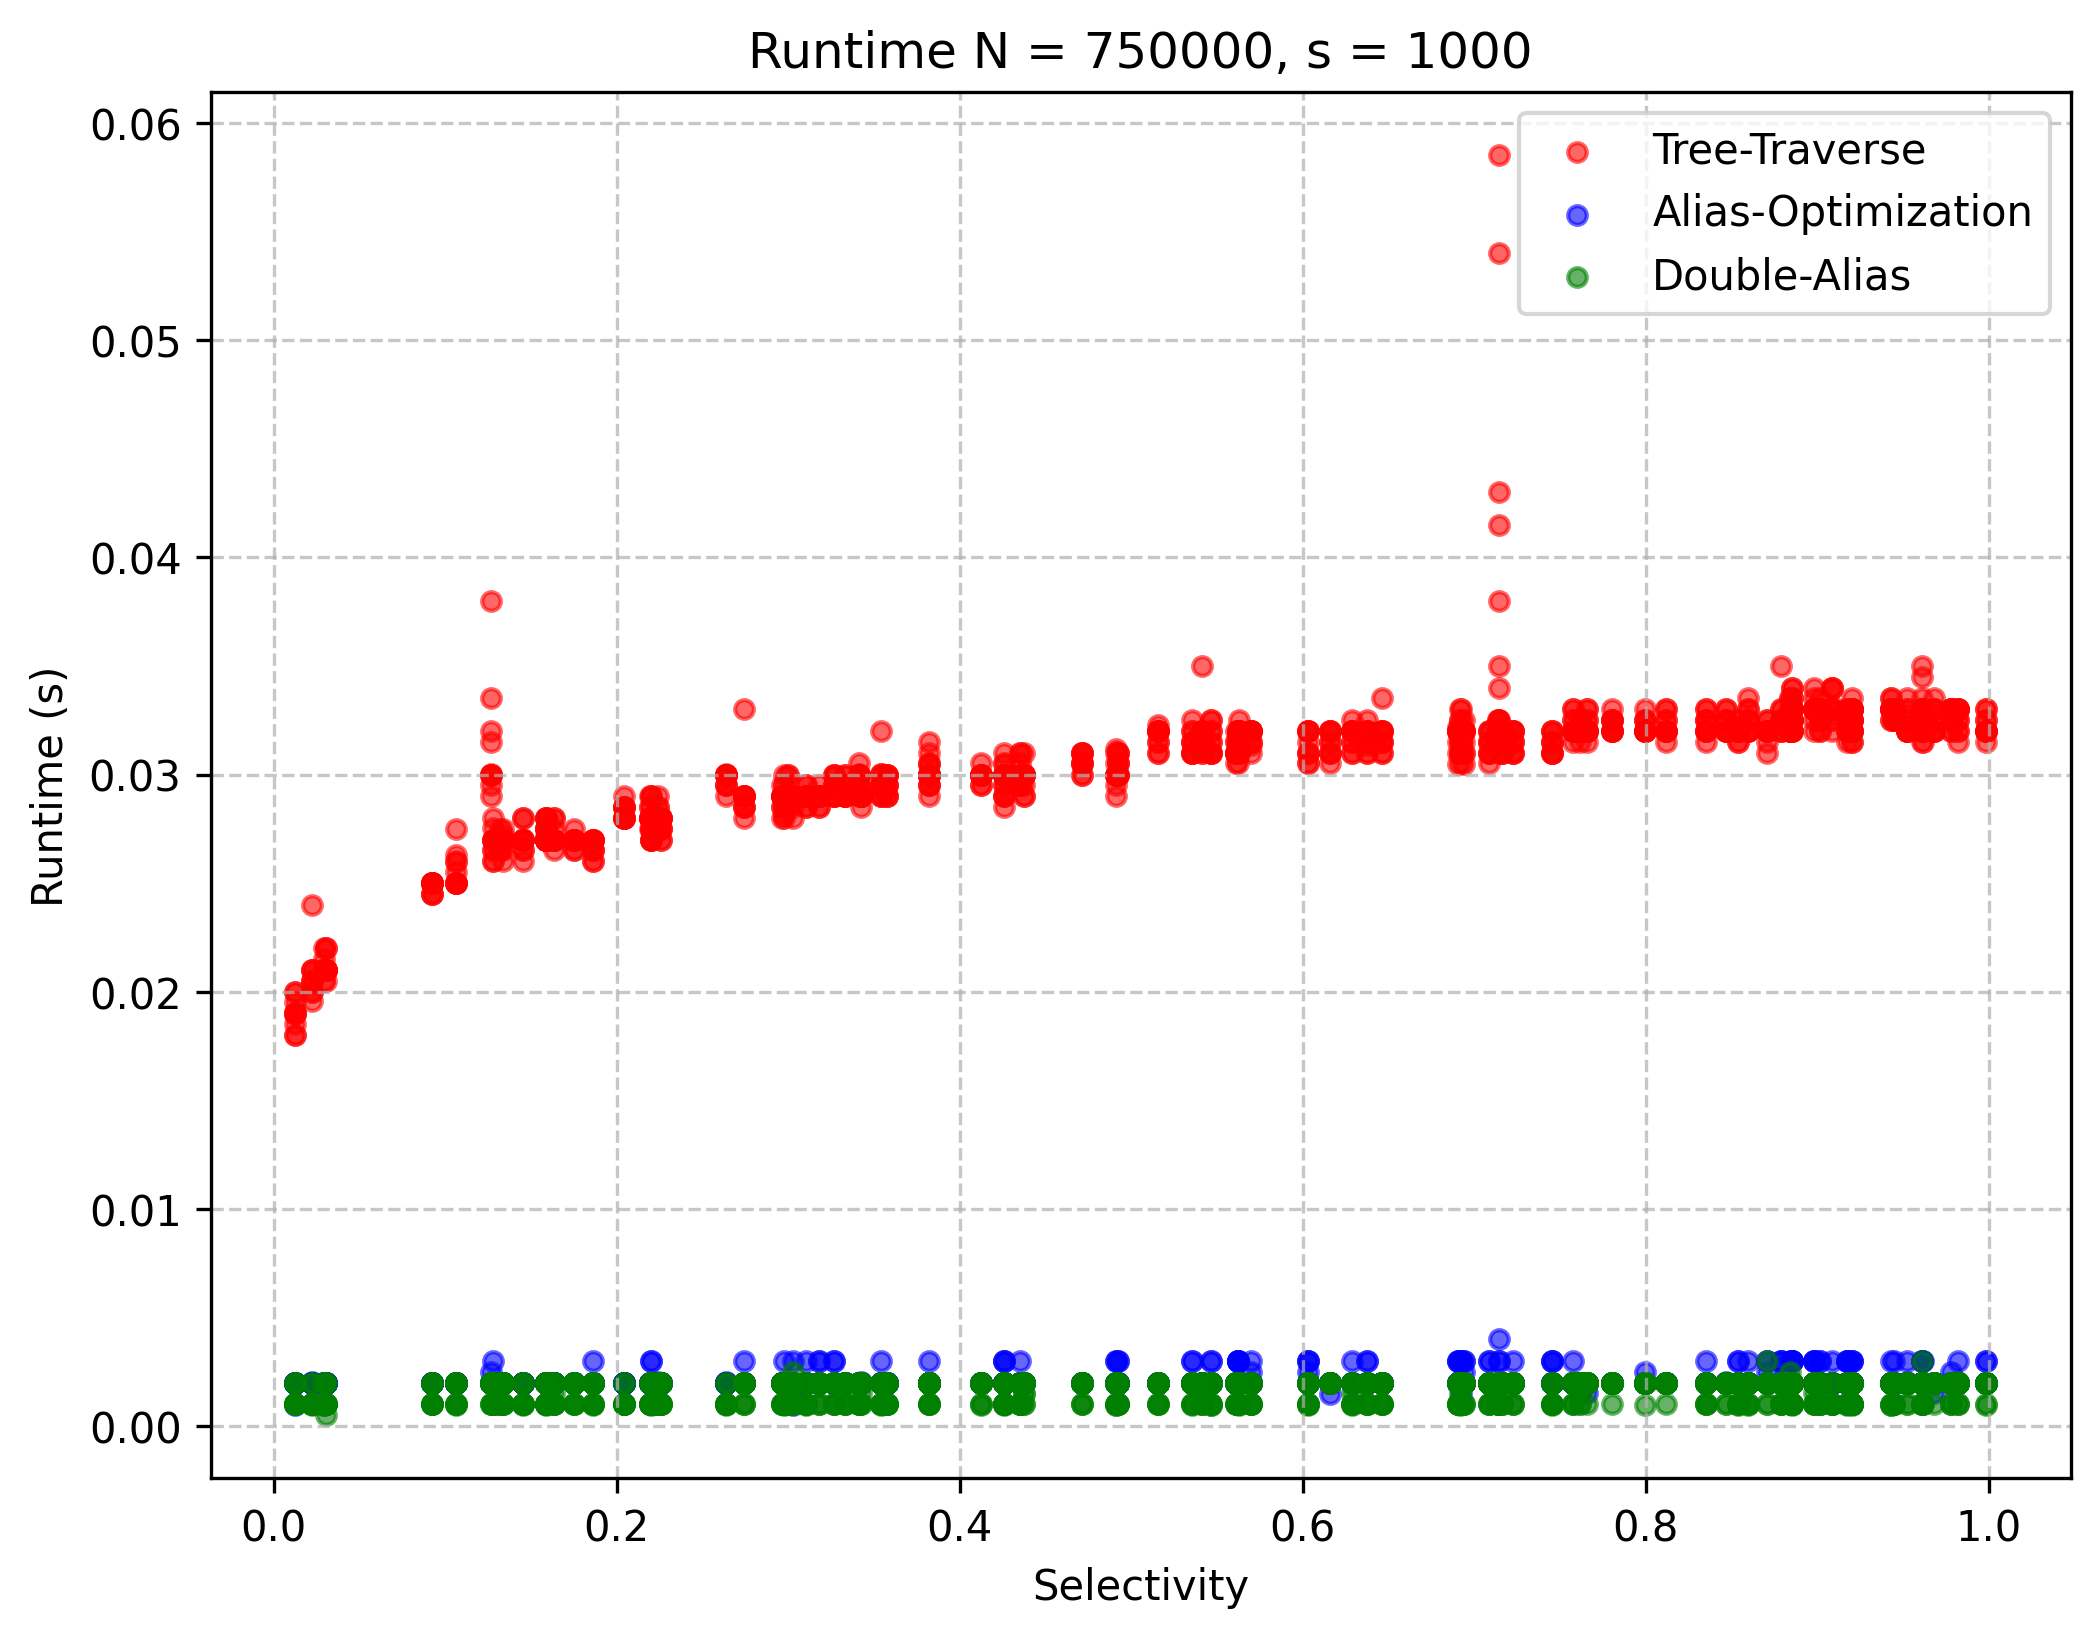 Runtime N = 750000, s = 1000
0.06
0.05
0.04
0.03
0.02
0.01
0.00
Runtime (s)
Tree-Traverse
Alias-Optimization
Double-Alias
0.0 0.2 0.4 0.6 0.8 1.0
Selectivity